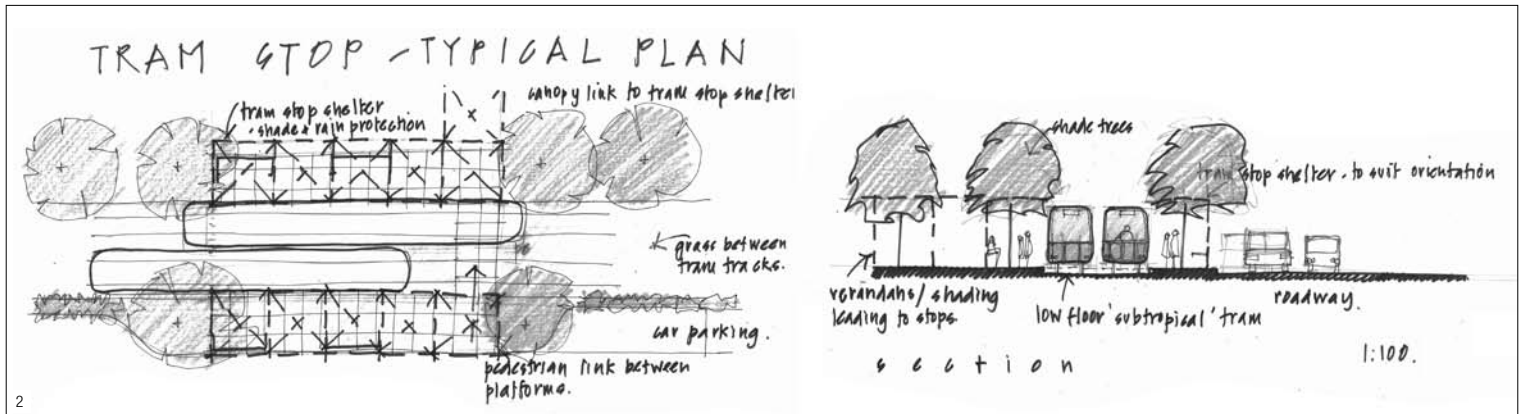 TRAM STOP - TYPICAL PLAN
canopy link to tram stop shelter
tram stop shelter
- shade & rain protection
grass between
tram tracks.
car parking.
pedestrian link between
platforms.
2
shade trees
tram stop shelter - to suit orientation
verandahs / shading
leading to stops
low floor 'subtropical' tram
roadway.
section
1:100.